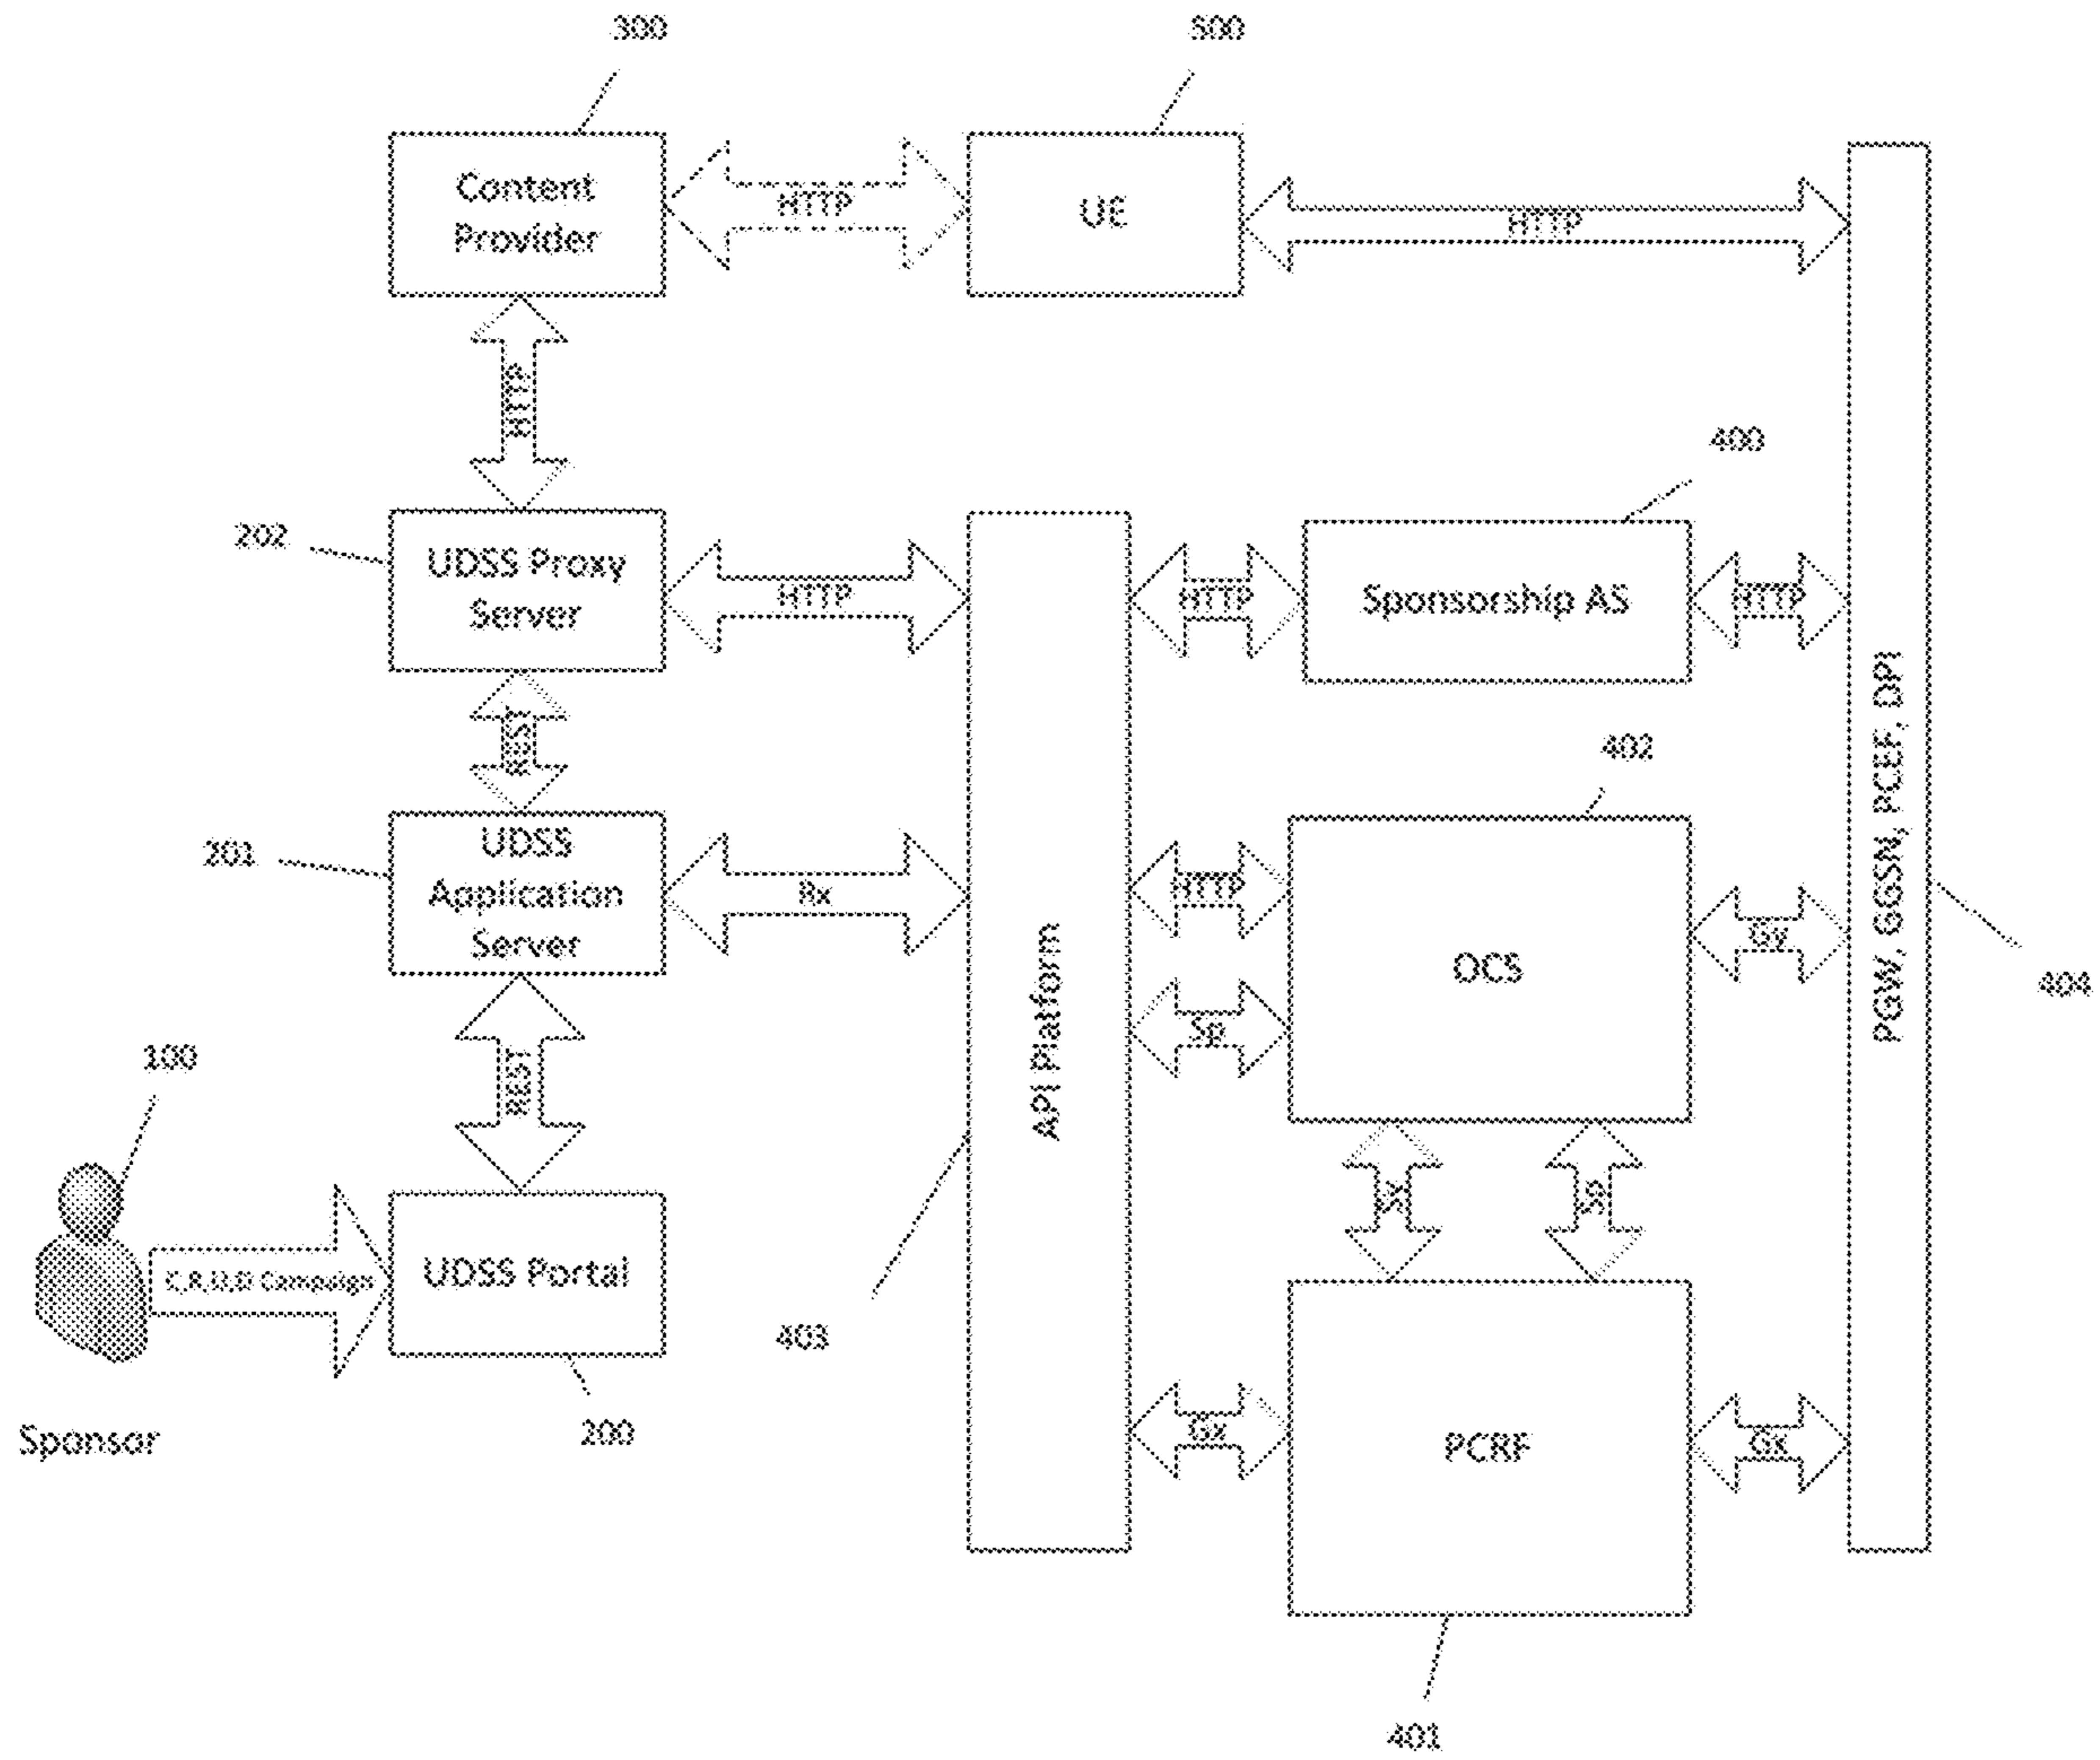 300
500
Content
Provider
HTTP
UE
HTTP
HTTP
400
202
UDSS Proxy
Server
HTTP
HTTP
Sponsorship AS
HTTP
REST
402
201
UDSS
Application
Server
Rx
HTTP
OCS
Gy
PGW, GGSN, PCEF, DPI
404
API Platform
Sp
REST
100
Sy
C,R,U,D Campaign
UDSS Portal
403
Sponsor
200
Gx
PCRF
Gx
401